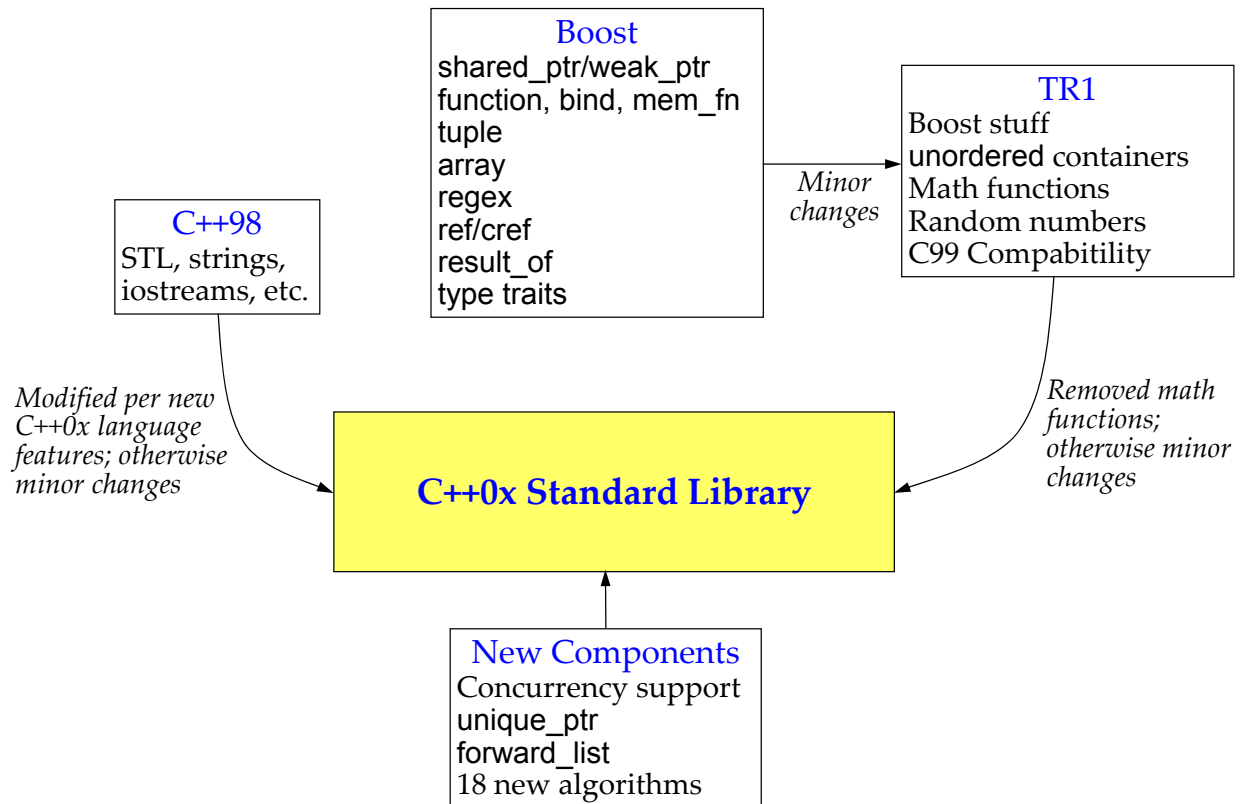 Boost
shared_ptr/weak_ptr
function, bind, mem_fn
tuple
array
regex
ref/cref
result_of
type traits
Minor
changes
TR1
Boost stuff
unordered containers
Math functions
Random numbers
C99 Compabitility
C++98
STL, strings,
iostreams, etc.
Modified per new
C++0x language
features; otherwise
minor changes
Removed math
functions;
otherwise minor
changes
C++0x Standard Library
New Components
Concurrency support
unique_ptr
forward_list
18 new algorithms